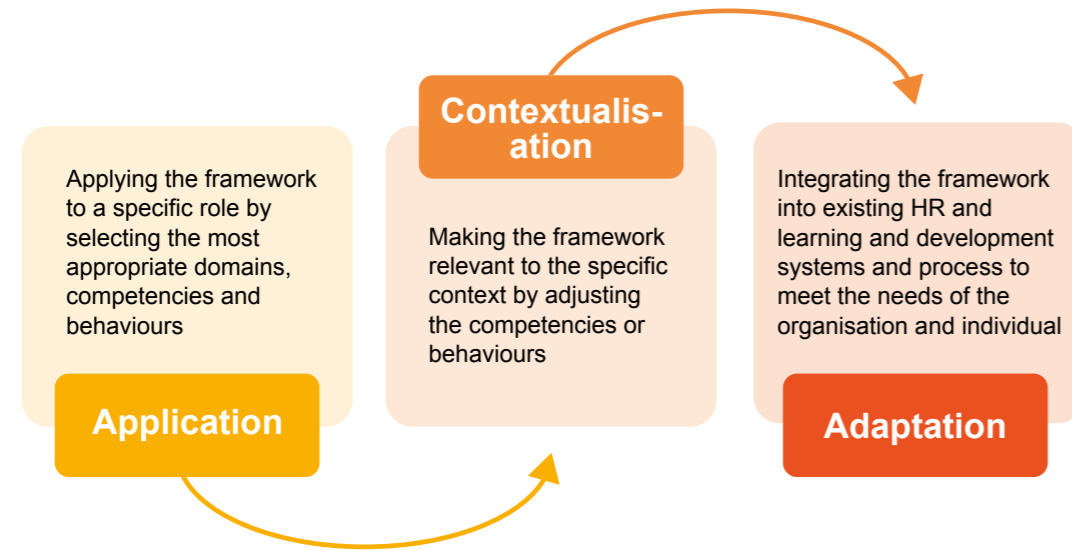 Applying the framework
to a specific role by
selecting the most
appropriate domains,
competencies and
behaviours
Application
Contextualis-
ation
Making the framework
relevant to the specific
context by adjusting
the competencies or
behaviours
Integrating the framework
into existing HR and
learning and development
systems and process to
meet the needs of the
organisation and individual
Adaptation